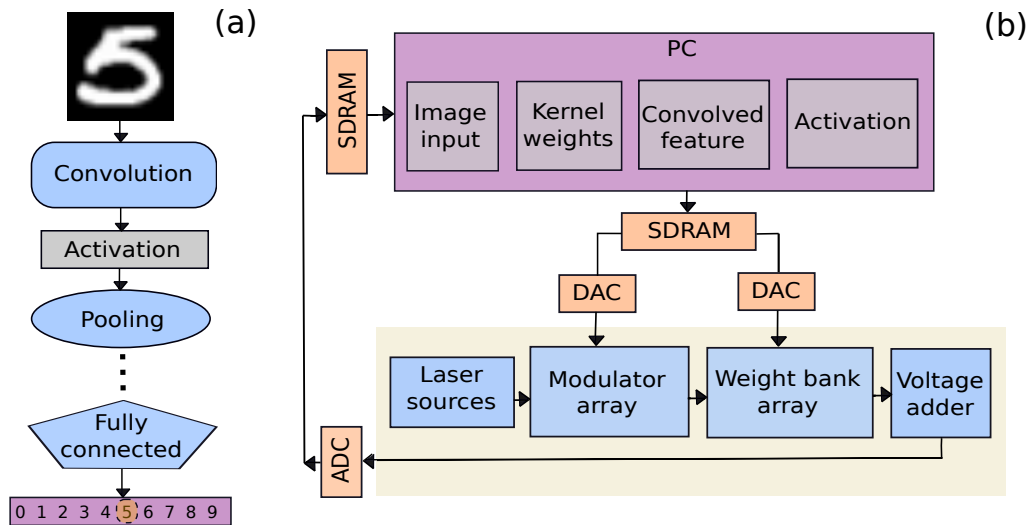 (a)
Convolution
Activation
Pooling
Fully
connected
0 1 2 3 4 5 6 7 8 9
(b)
PC
SDRAM
Image
input
Kernel
weights
Convolved
feature
Activation
SDRAM
DAC
DAC
Laser
sources
Modulator
array
Weight bank
array
Voltage
adder
ADC
5